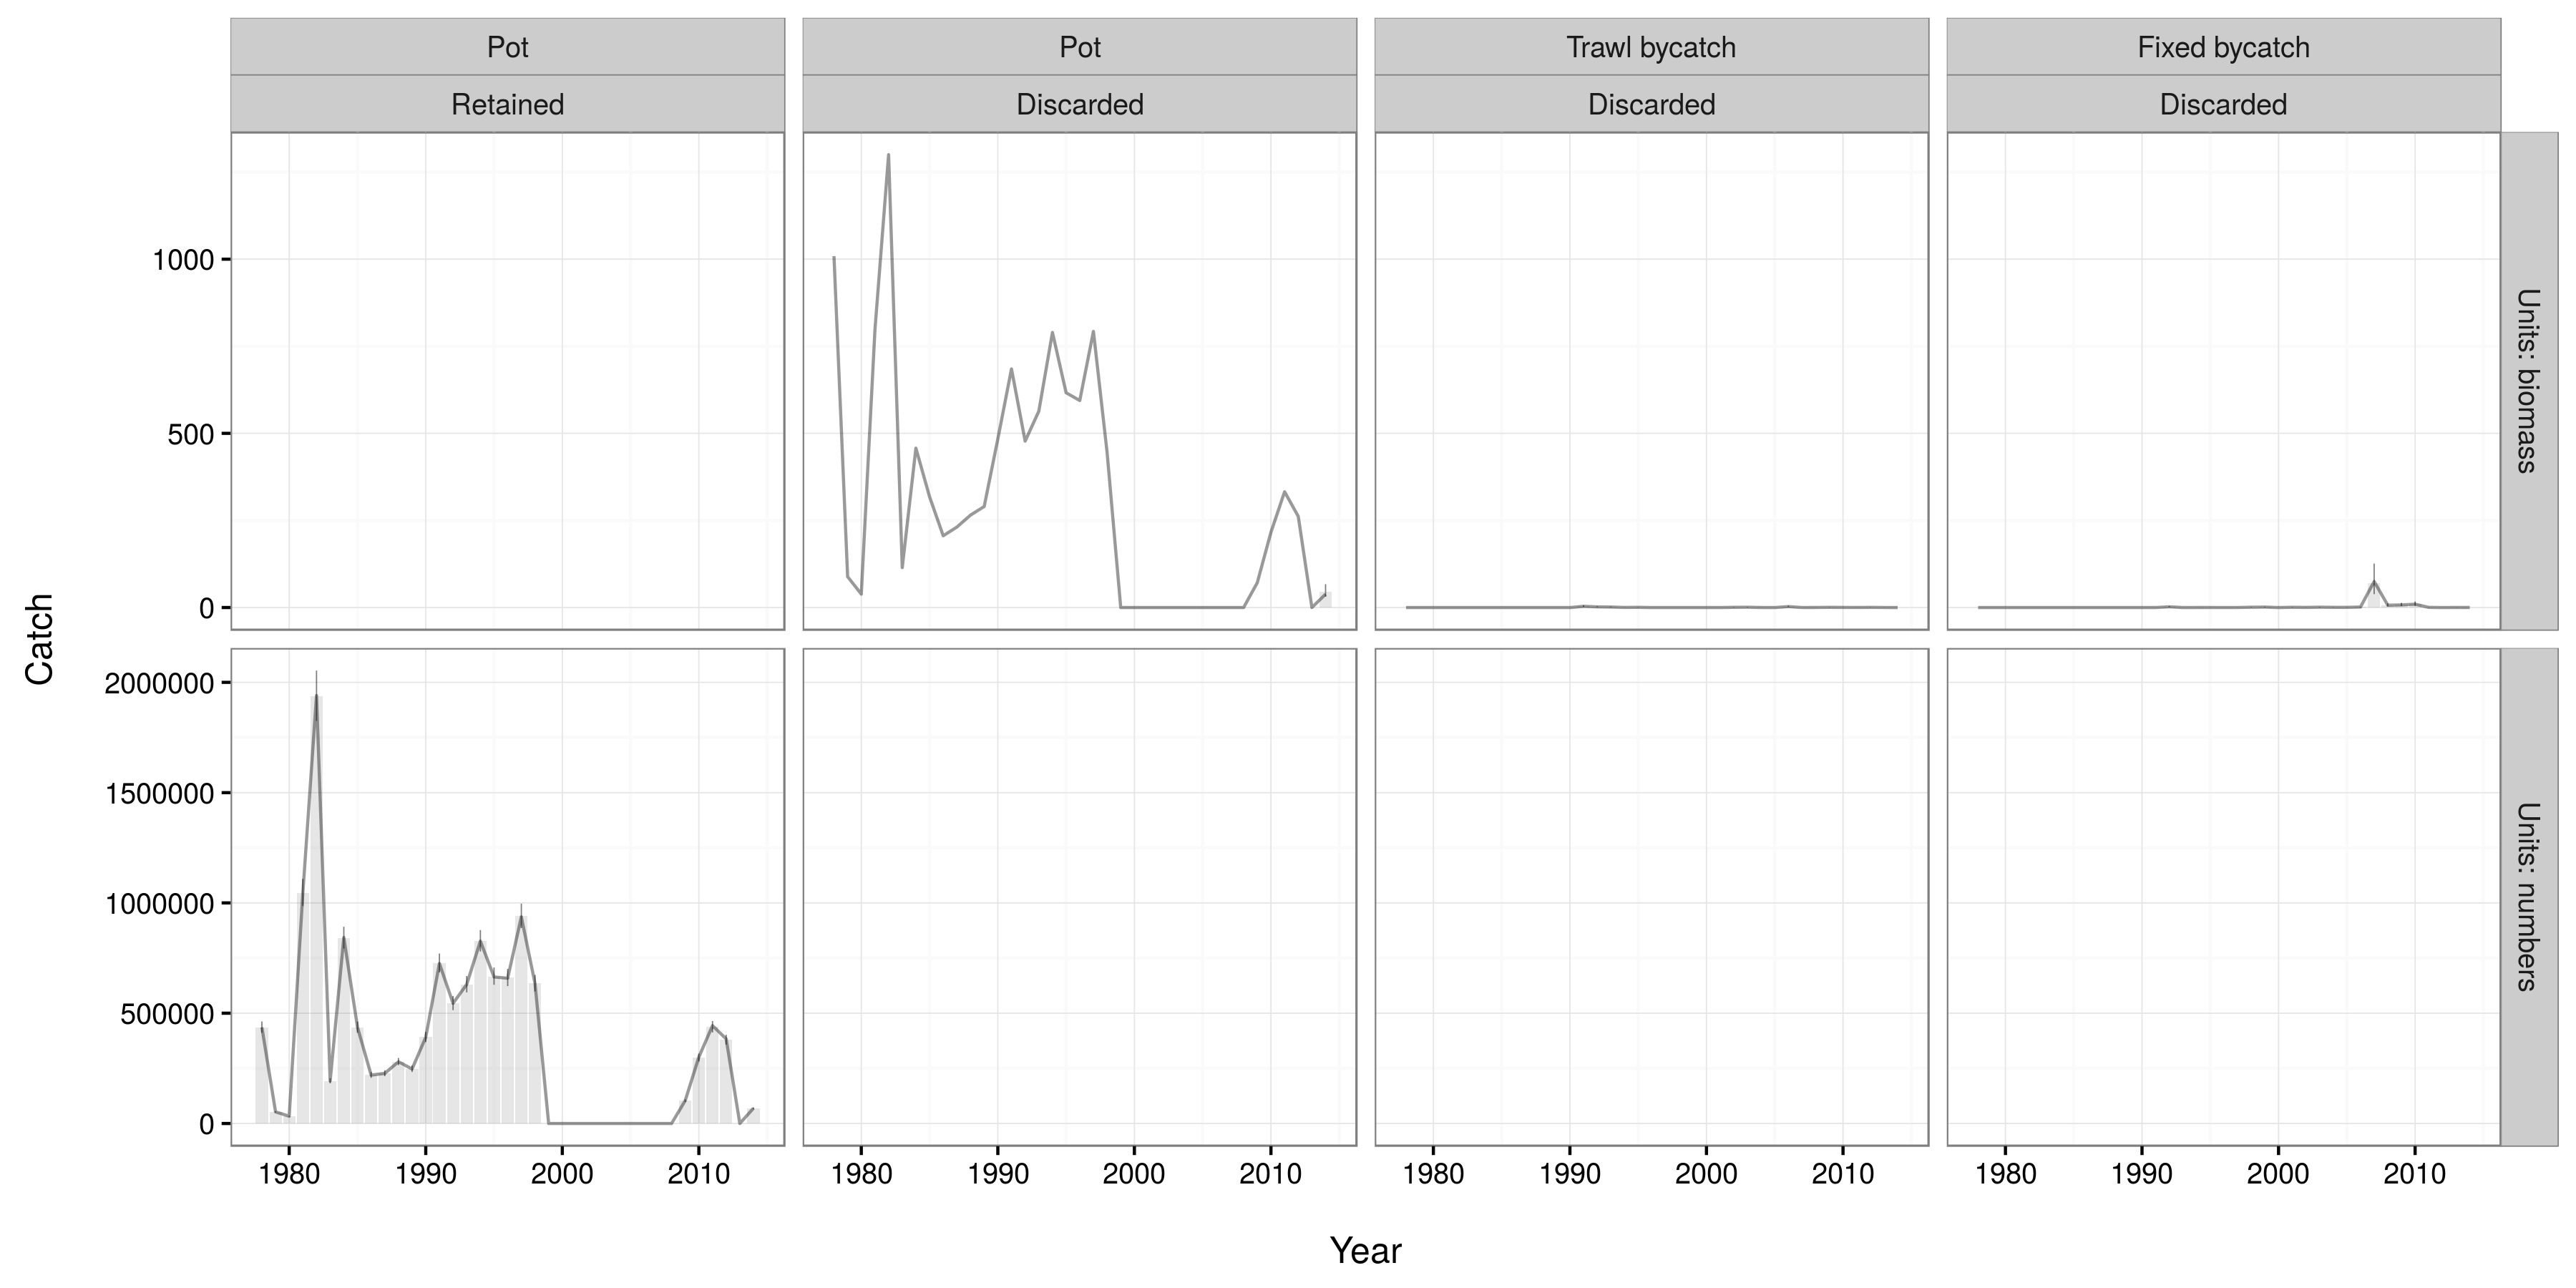 Pot Pot Trawl bycatch Fixed bycatch
Retained Discarded Discarded Discarded
1000
500
0
Units: biomass
Catch
2000000
1500000
1000000
500000
0
Units: numbers
1980 1990 2000 2010 1980 1990 2000 2010 1980 1990 2000 2010 1980 1990 2000 2010
Year